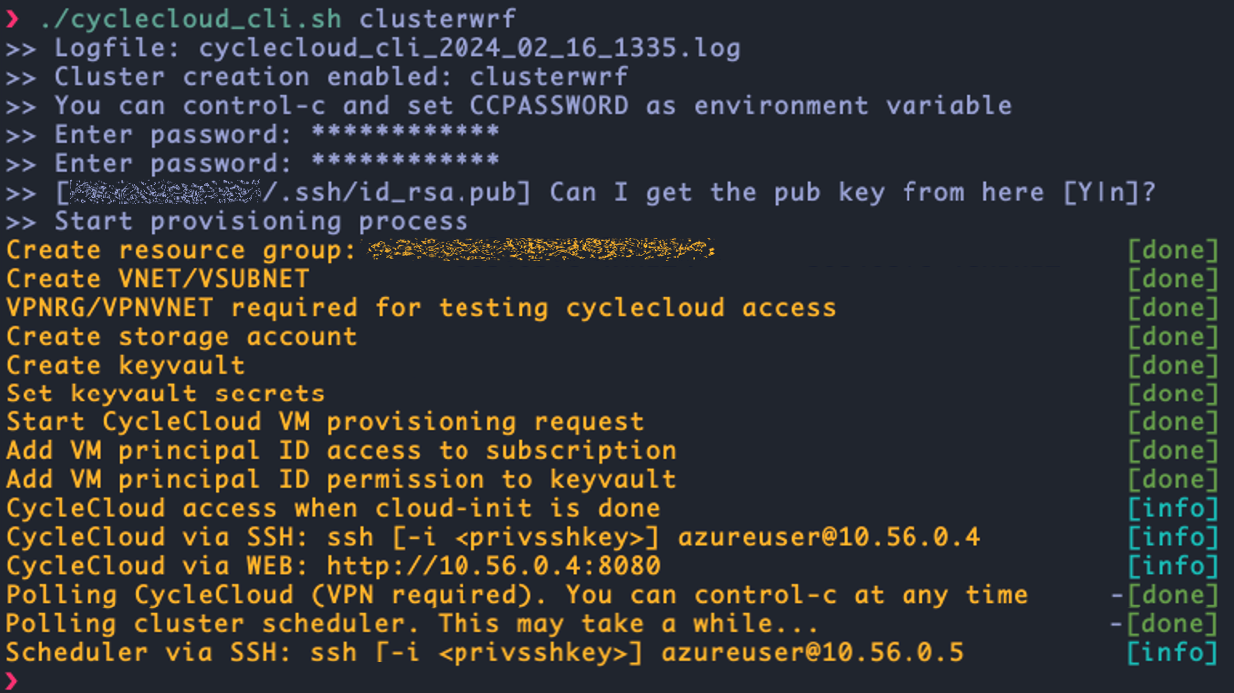 ❯ ./cyclecloud_cli.sh clusterwrf
>> Logfile: cyclecloud_cli_2024_02_16_1335.log
>> Cluster creation enabled: clusterwrf
>> You can control-c and set CCPASSWORD as environment variable
>> Enter password: ************
>> Enter password: ************
>> [/.ssh/id_rsa.pub] Can I get the pub key from here [Y|n]?
>> Start provisioning process
Create resource group: [done]
Create VNET/VSUBNET [done]
VPNRG/VPNVNET required for testing cyclecloud access [done]
Create storage account [done]
Create keyvault [done]
Set keyvault secrets [done]
Start CycleCloud VM provisioning request [done]
Add VM principal ID access to subscription [done]
Add VM principal ID permission to keyvault [done]
CycleCloud access when cloud-init is done [info]
CycleCloud via SSH: ssh [-i <privsshkey>] azureuser@10.56.0.4 [info]
CycleCloud via WEB: http://10.56.0.4:8080 [info]
Polling CycleCloud (VPN required). You can control-c at any time -[done]
Polling cluster scheduler. This may take a while... -[done]
Scheduler via SSH: ssh [-i <privsshkey>] azureuser@10.56.0.5 [info]
❯